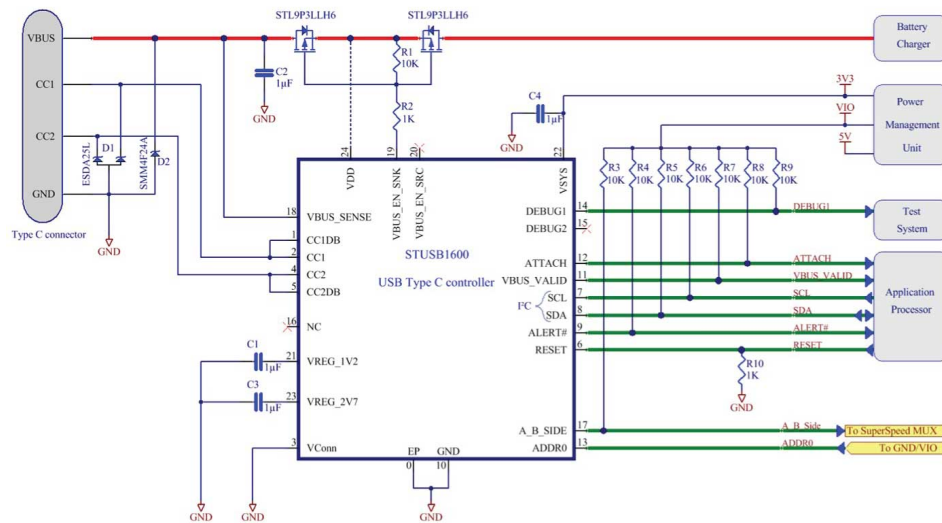 STL9P3LLH6
STL9P3LLH6
VBUS
R1
10K
Battery
Charger
C2
1µF
CC1
GND
R2
1K
C4
1µF
GND
3V3
VIO
5V
Power
Management
Unit
CC2
ESDA25L
D1
SMM4F24A
D2
GND
Type C connector
GND
24
19
20
22
VDD
VBUS_EN_SNK
VBUS_EN_SRC
VSYS
R3
10K
R4
10K
R5
10K
R6
10K
R7
10K
R8
10K
R9
10K
18
VBUS_SENSE
1
CC1DB
2
CC1
4
CC2
5
CC2DB
16
NC
21
VREG_1V2
23
VREG_2V7
3
VConn
C1
1µF
C3
1µF
GND
GND
STUSB1600
USB Type C controller
EP
GND
0
10
GND
DEBUG1
14
DEBUG1
Test
System
DEBUG2
15
ATTACH
12
ATTACH
VBUS_VALID
11
VBUS_VALID
I²C
SCL
7
SCL
SDA
8
SDA
ALERT#
9
ALERT#
RESET
6
RESET
Application
Processor
R10
1K
GND
A_B_SIDE
17
A_B_Side
To SuperSpeed MUX
ADDR0
13
ADDR0
To GND/VIO